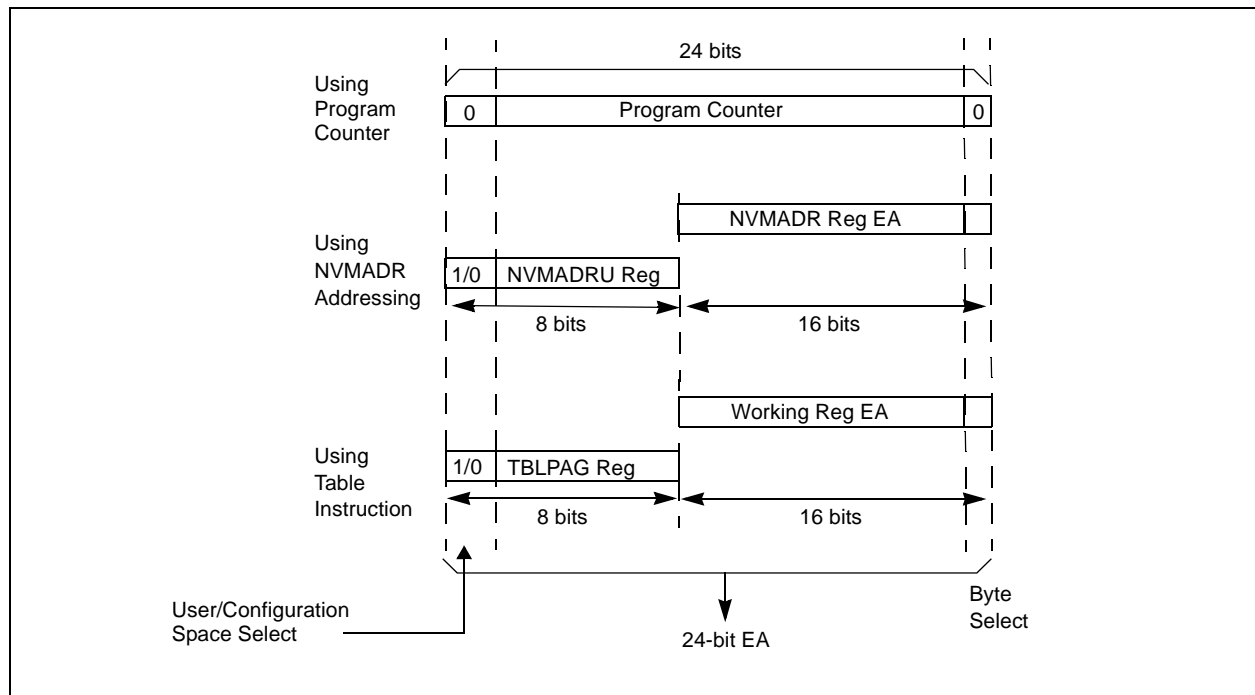 24 bits
Using
Program
Counter
0
Program Counter
0
NVMADR Reg EA
Using
NVMADR
Addressing
1/0
NVMADRU Reg
8 bits
16 bits
Working Reg EA
Using
Table
Instruction
1/0
TBLPAG Reg
8 bits
16 bits
User/Configuration
Space Select
24-bit EA
Byte
Select